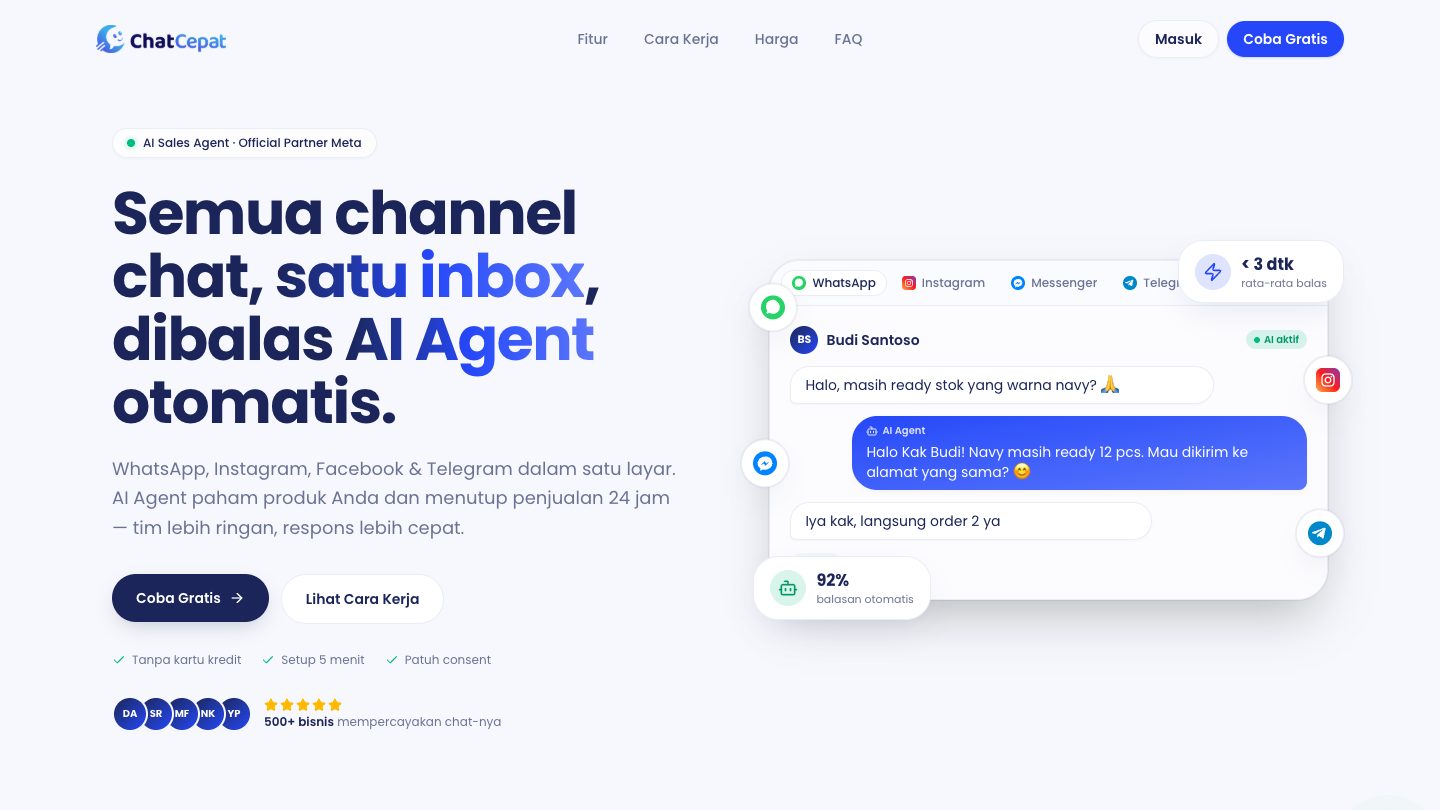 ChatCepat
Fitur
Cara Kerja
Harga
FAQ
Masuk
Coba Gratis
AI Sales Agent · Official Partner Meta
Semua channel
chat, satu inbox,
dibalas AI Agent
otomatis.
WhatsApp, Instagram, Facebook & Telegram dalam satu layar.
AI Agent paham produk Anda dan menutup penjualan 24 jam
— tim lebih ringan, respons lebih cepat.
Coba Gratis
Lihat Cara Kerja
Tanpa kartu kredit
Setup 5 menit
Patuh consent
DA
SR
MF
NK
YP
500+ bisnis mempercayakan chat-nya
WhatsApp
Instagram
Messenger
Telegr
< 3 dtk
rata-rata balas
BS
Budi Santoso
AI aktif
Halo, masih ready stok yang warna navy? 🙏
AI Agent
Halo Kak Budi! Navy masih ready 12 pcs. Mau dikirim ke
alamat yang sama? 😊
Iya kak, langsung order 2 ya
92%
balasan otomatis